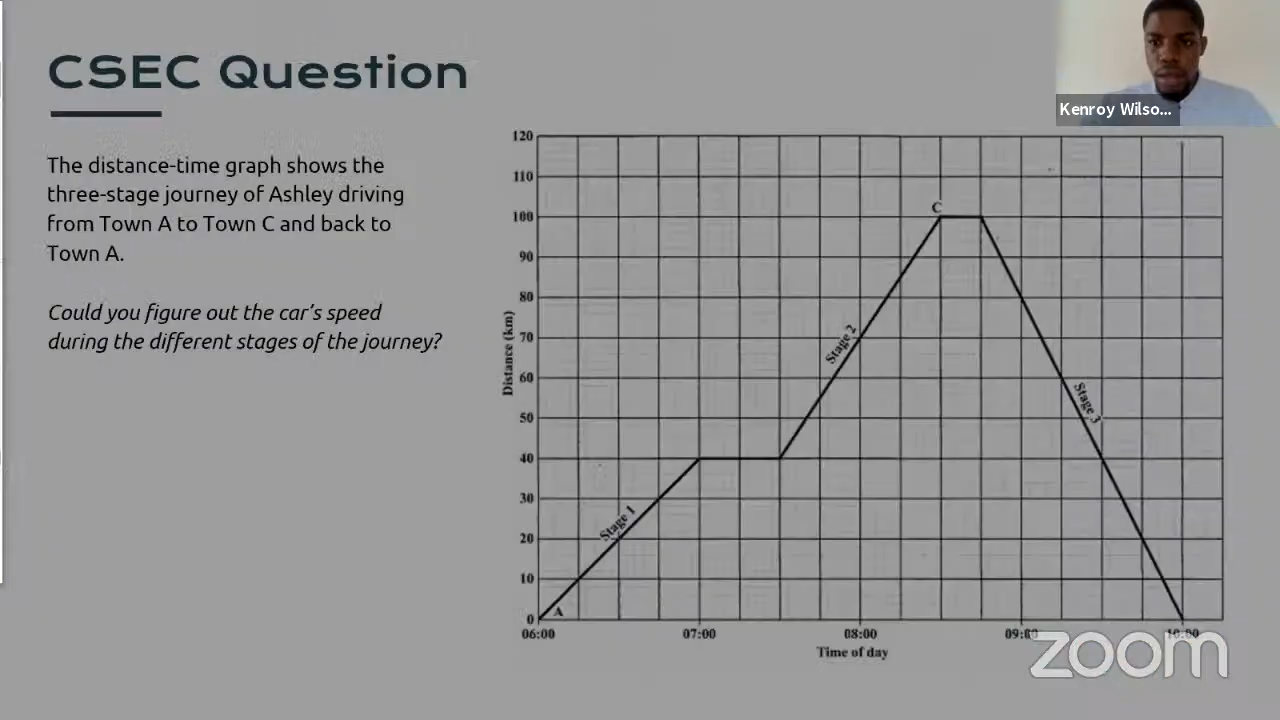 CSEC Question
Kenroy Wilso...
The distance-time graph shows the
three-stage journey of Ashley driving
from Town A to Town C and back to
Town A.
Could you figure out the car's speed
during the different stages of the journey?
120
110
100
90
80
70
60
50
40
30
20
10
0
Distance (km)
A
Stage 1
Stage 2
C
Stage 3
06:00 07:00 08:00 09:00 10:00
Time of day
zoom